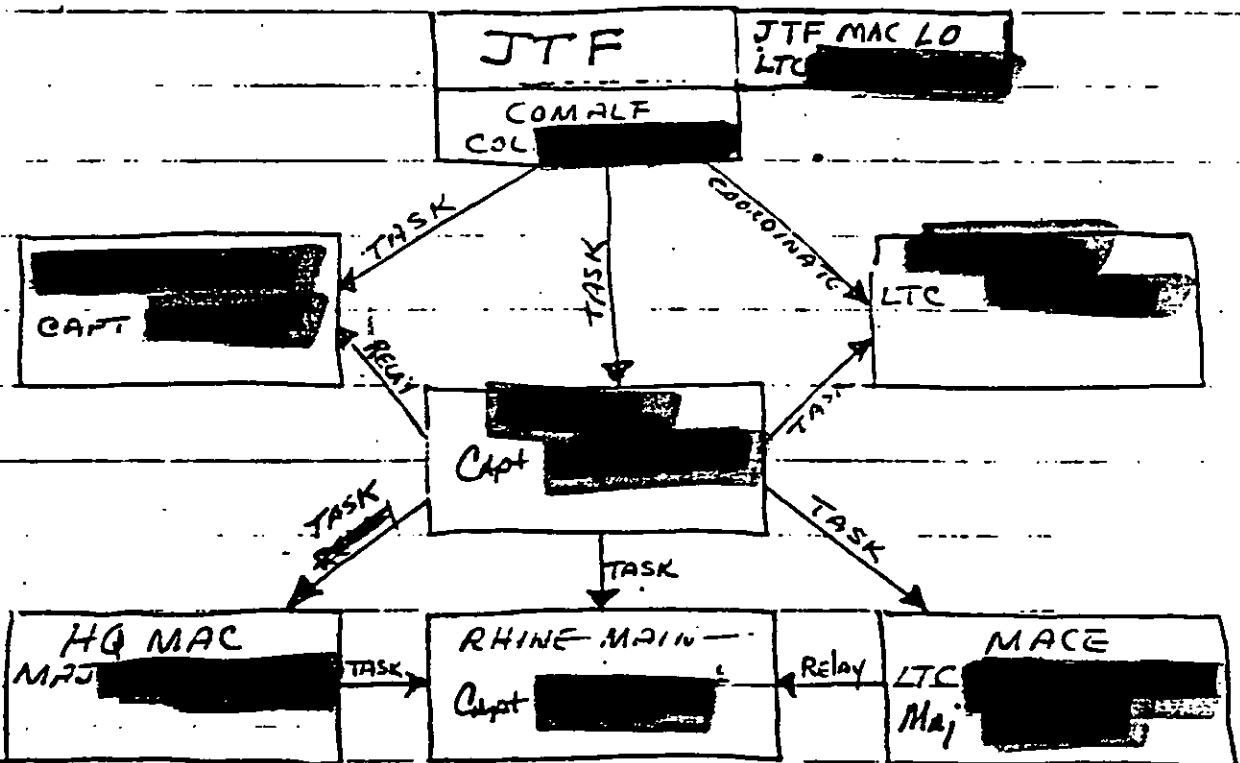 JTF
JTF MAC LO
LTC
COMALF
COL
TASK
TASK
COORDINATE
CAPT
LTC
RELAY
TASK
Capt
TASK
TASK
TASK
HQ MAC
MAJ
TASK
RHINE-MAIN
Capt
Relay
MACE
LTC
Maj